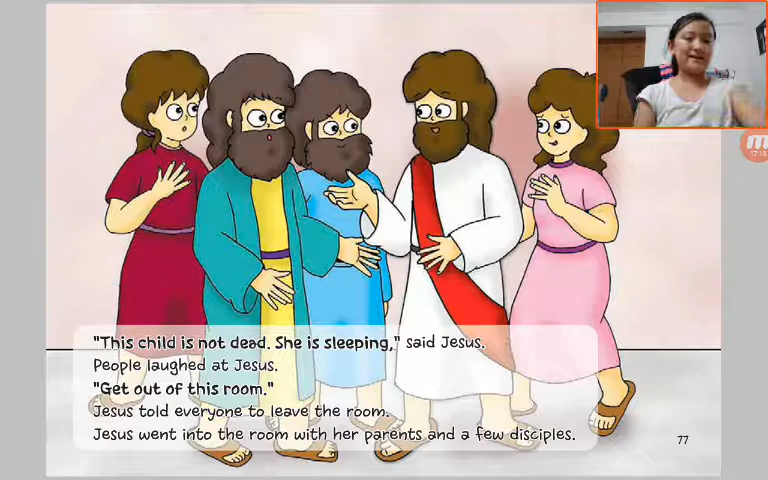 "This child is not dead. She is sleeping," said Jesus.
People laughed at Jesus.
"Get out of this room."
Jesus told everyone to leave the room.
Jesus went into the room with her parents and a few disciples.
77